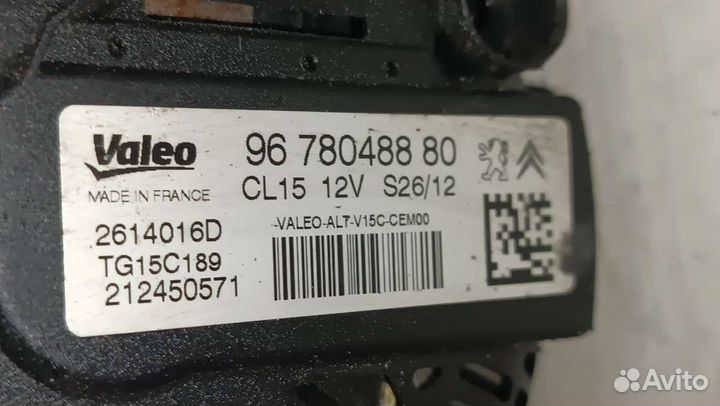 Valeo 96 780488 80
MADE IN FRANCE CL15 12V S26/12
2614016D -VALEO-ALT-V15C-CEM00
TG15C189
212450571
Avito